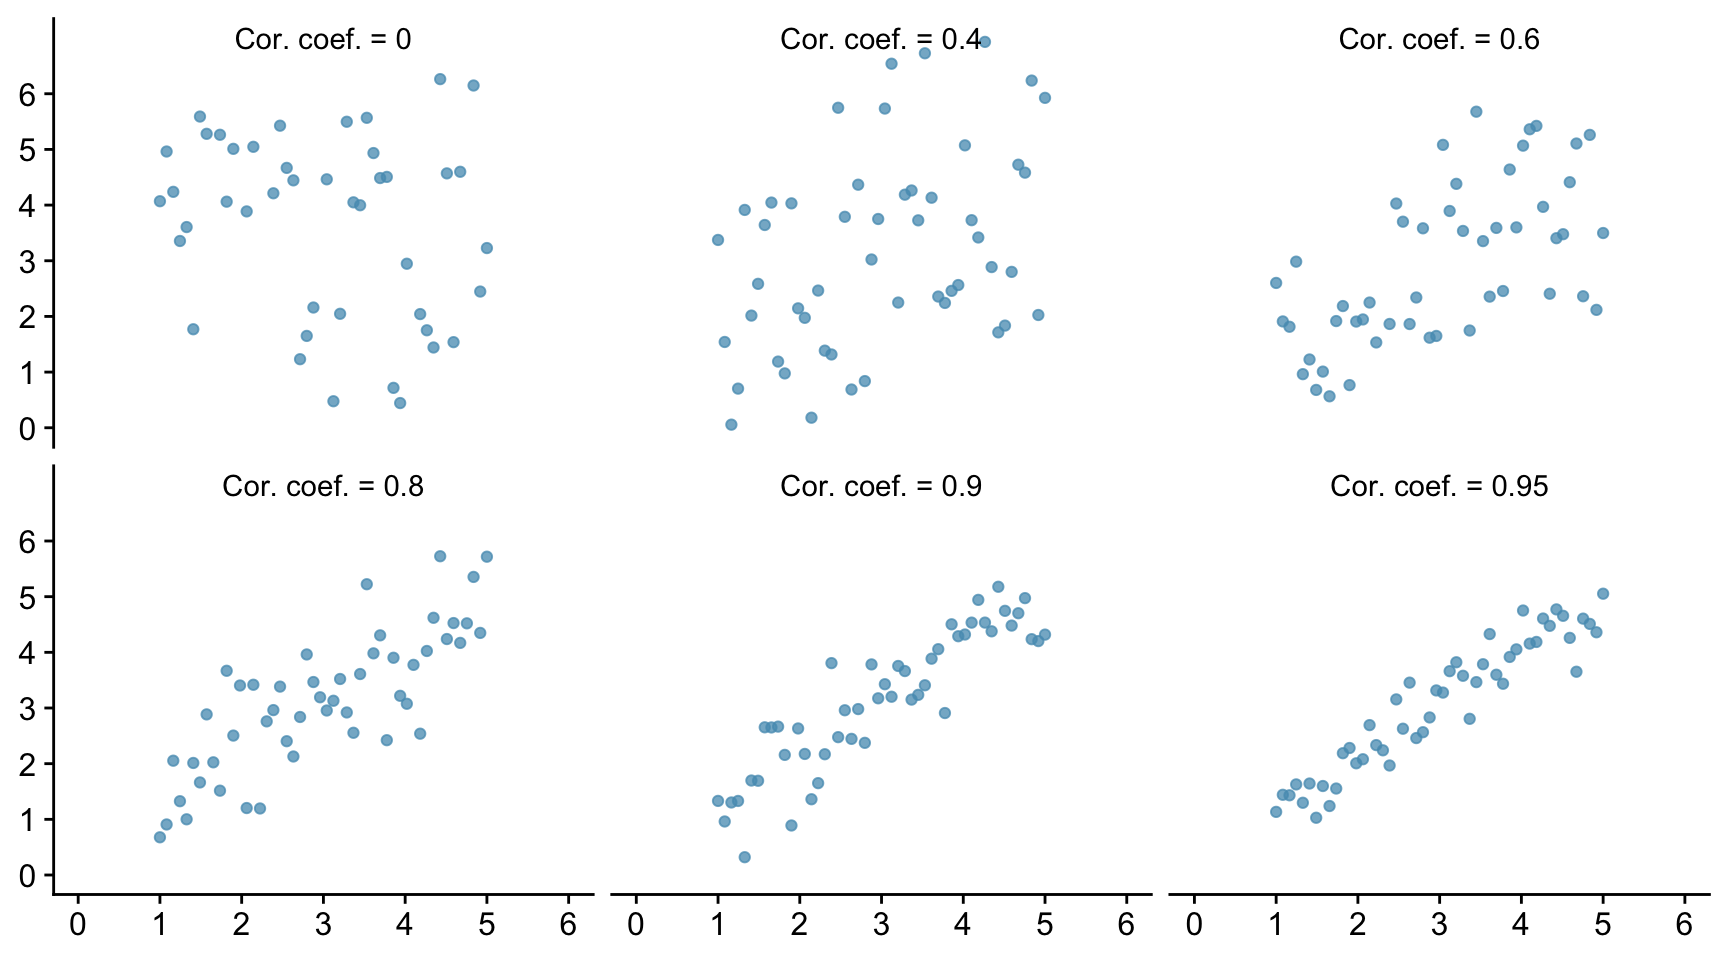 Cor. coef. = 0
Cor. coef. = 0.4
Cor. coef. = 0.6
6
5
4
3
2
1
0
Cor. coef. = 0.8
Cor. coef. = 0.9
Cor. coef. = 0.95
6
5
4
3
2
1
0
0 1 2 3 4 5 6
0 1 2 3 4 5 6
0 1 2 3 4 5 6